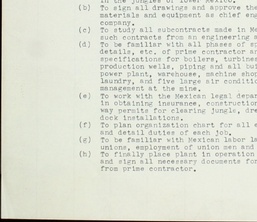 in the jungles of lower Mexico.
(b) To sign all drawings and approve the
materials and equipment as chief eng
company.
(c) To study all subcontracts made in Me
such contracts from an engineering s
(d) To be familiar with all phases of s
details, etc. of prime contractor an
specifications for boilers, turbines
production wells, piping and all bui
power plant, warehouse, machine shop
laundry, and five large air conditio
management at the mine.
(e) To work with the Mexican legal depar
in obtaining insurance, construction
way permits for clearing jungle, dre
dock installations.
(f) To plan organization chart for all e
and detail duties of each job.
(g) To be familiar with Mexican labor la
unions, employment of union men and
(h) To finally place plant in operation
and sign all necessary documents for
from prime contractor.